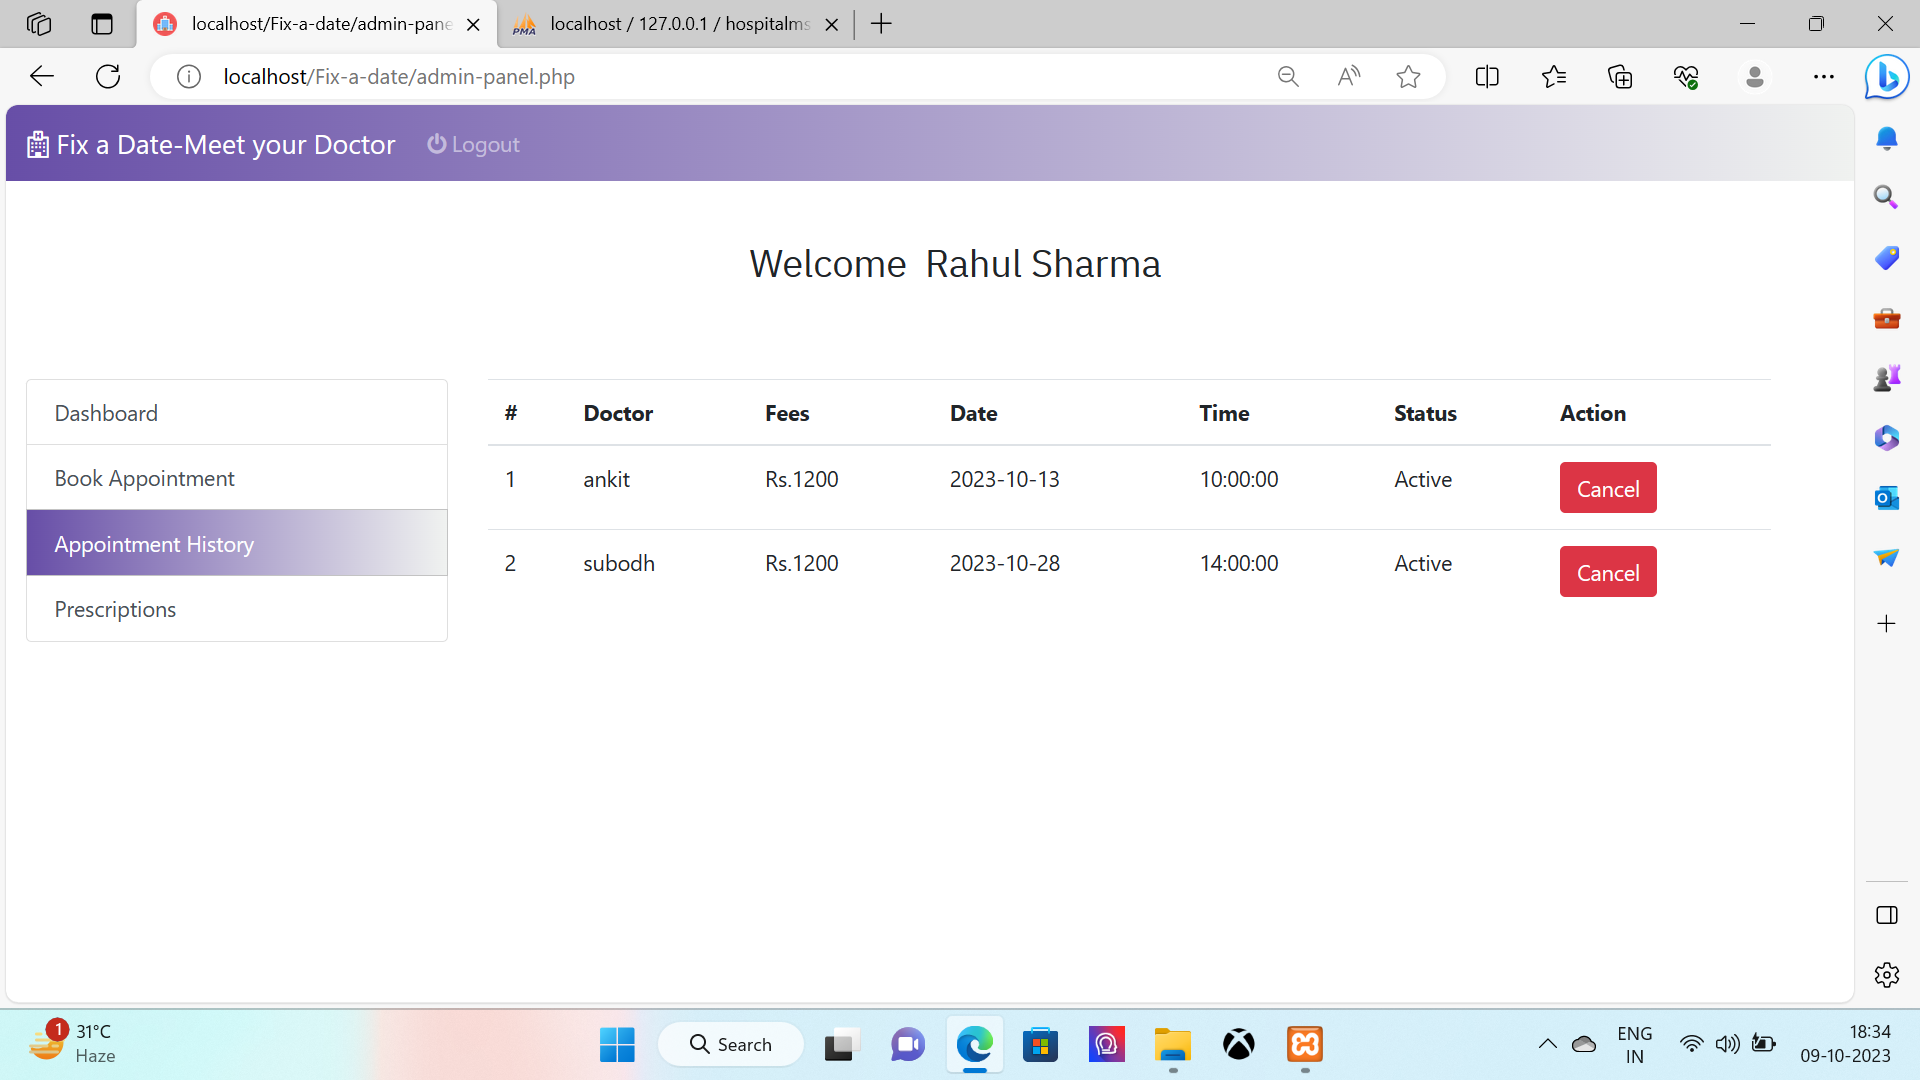 localhost/Fix-a-date/admin-pane
PMA localhost / 127.0.0.1 / hospitalms
localhost/Fix-a-date/admin-panel.php
Fix a Date-Meet your Doctor Logout
Welcome Rahul Sharma
Dashboard
Book Appointment
Appointment History
Prescriptions
# Doctor Fees Date Time Status Action
1 ankit Rs.1200 2023-10-13 10:00:00 Active Cancel
2 subodh Rs.1200 2023-10-28 14:00:00 Active Cancel
1 31°C
Haze
Search
ENG
IN
18:34
09-10-2023